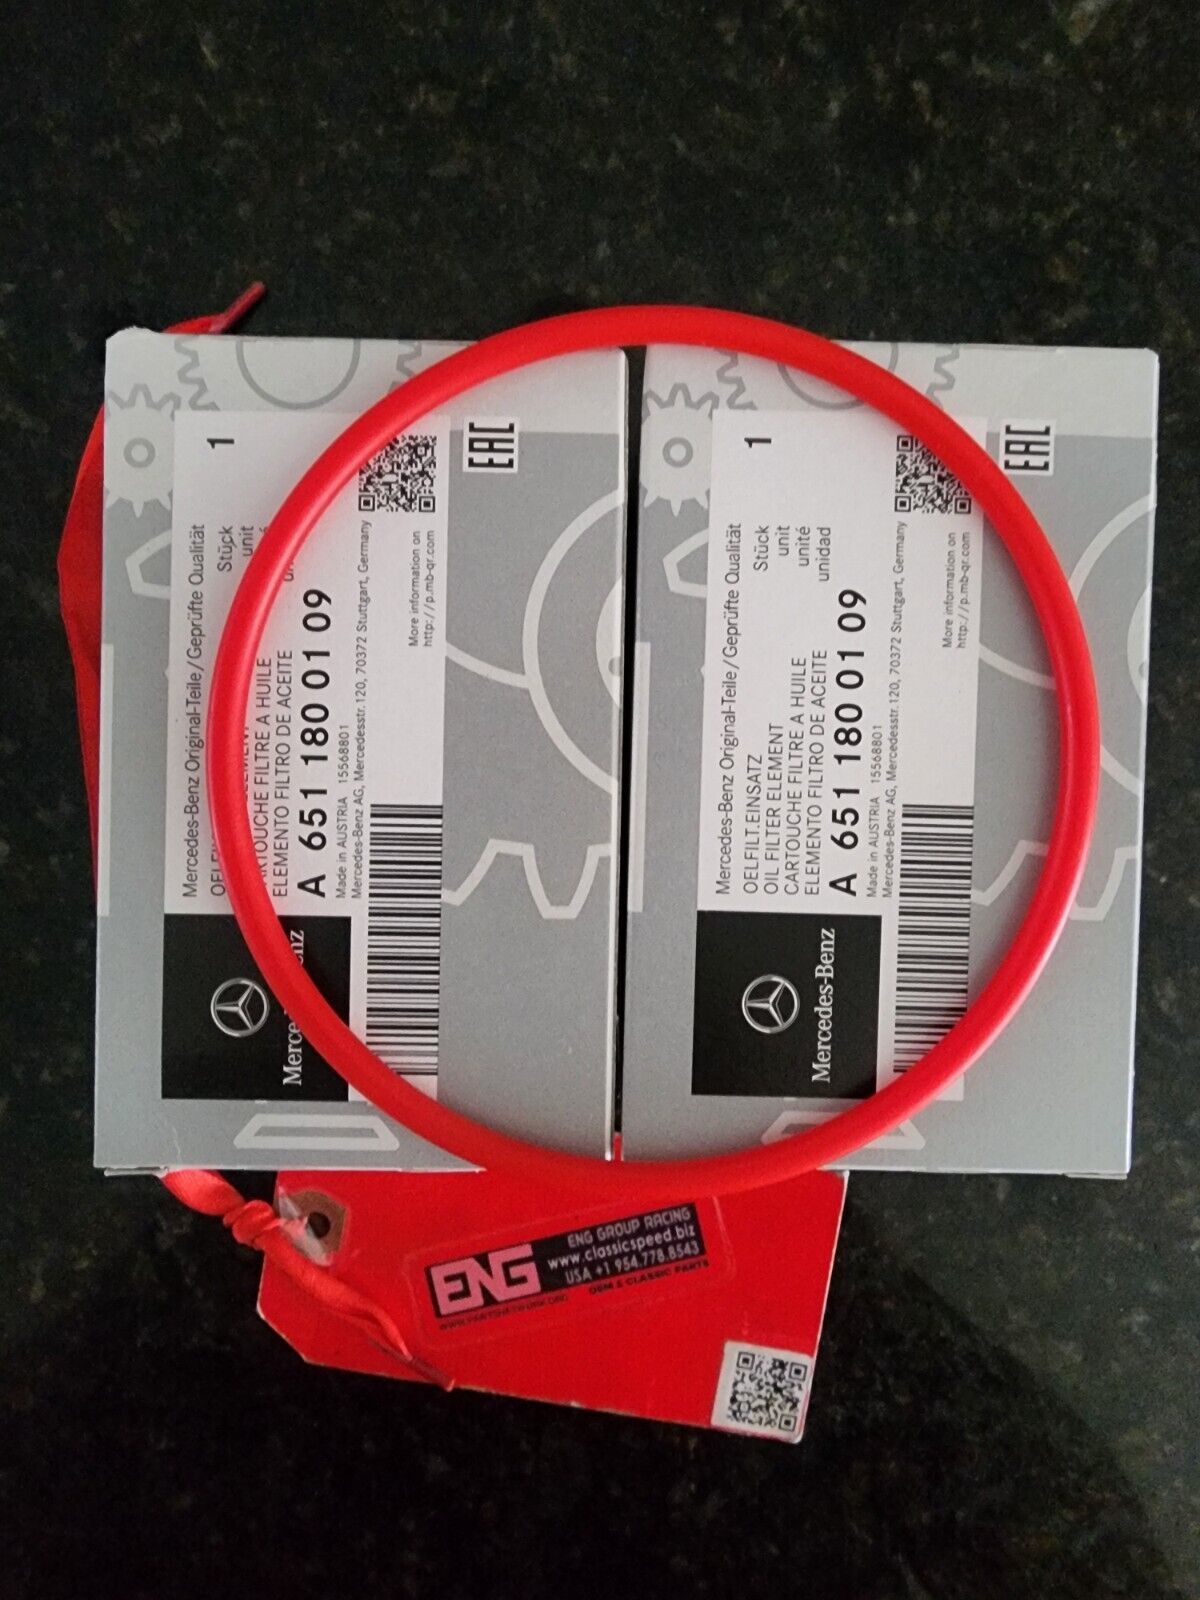 Mercedes-Benz Original-Teile/Geprüfte Qualität
CARTOUCHE FILTRE A HUILE
ELEMENTO FILTRO DE ACEITE
Stück
unit
1
A 651 180 01 09
Made in AUSTRIA 15568801
Mercedes-Benz AG, Mercedesstr.120, 70372 Stuttgart, Germany
More information on
http://p.mb-qr.com
EAC
Mercedes-Benz
Mercedes-Benz Original-Teile/Geprüfte Qualität
OELFILT.EINSATZ
OIL FILTER ELEMENT
CARTOUCHE FILTRE A HUILE
ELEMENTO FILTRO DE ACEITE
Stück
unit
unité
unidad
1
A 651 180 01 09
Made in AUSTRIA 15568801
Mercedes-Benz AG, Mercedesstr.120, 70372 Stuttgart, Germany
More information on
http://p.mb-qr.com
EAC
Mercedes-Benz
ENG
ENG GROUP RACING
www.classicspeed.biz
USA +1 954.778.8543
OEM & CLASSIC PARTS